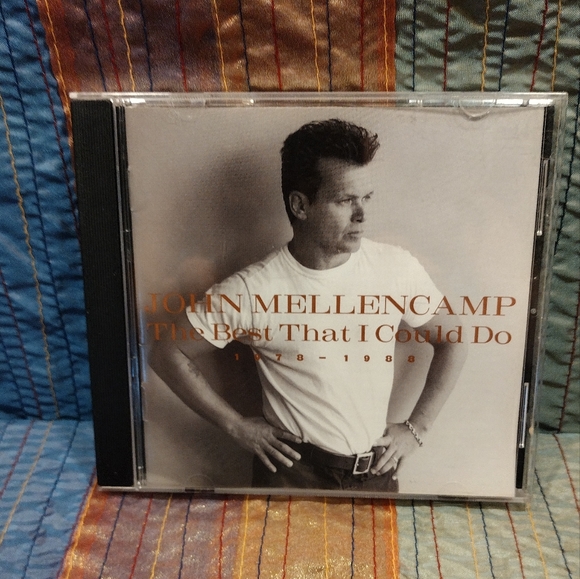 JOHN MELLENCAMP
The Best That I Could Do
1978-1988